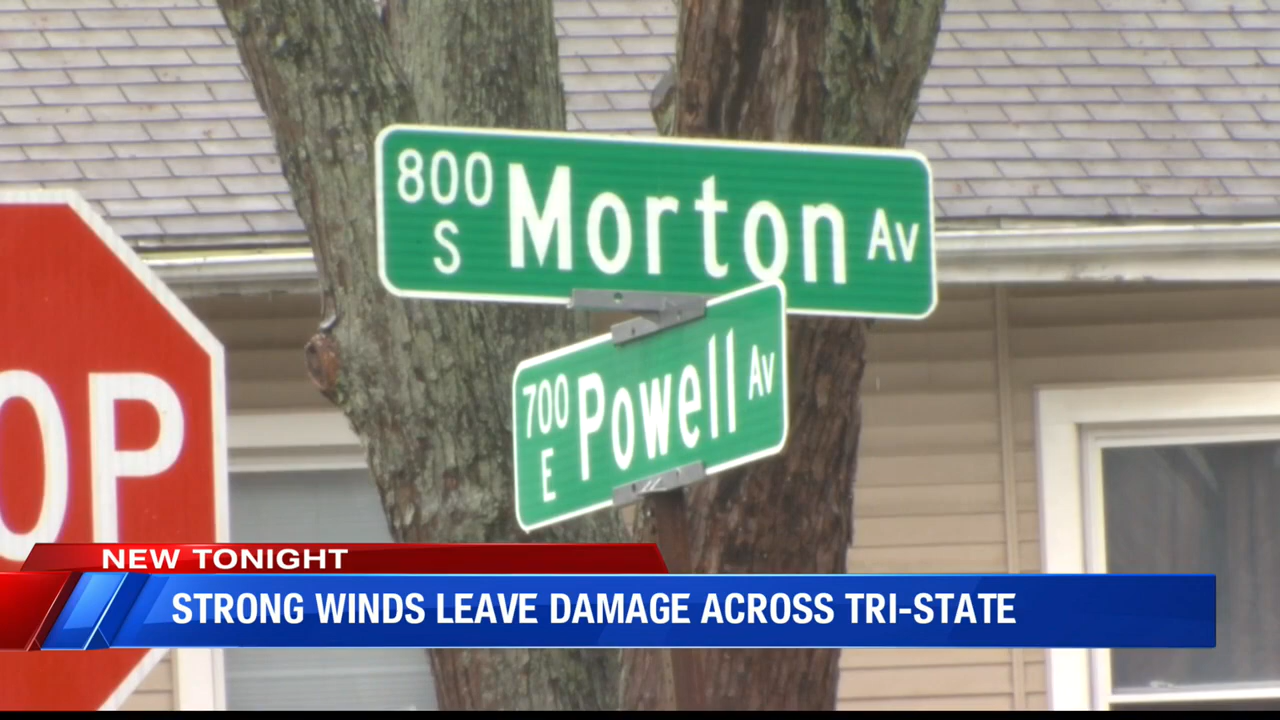 800 S Morton Av
700 E Powell Av
OP
NEW TONIGHT
STRONG WINDS LEAVE DAMAGE ACROSS TRI-STATE